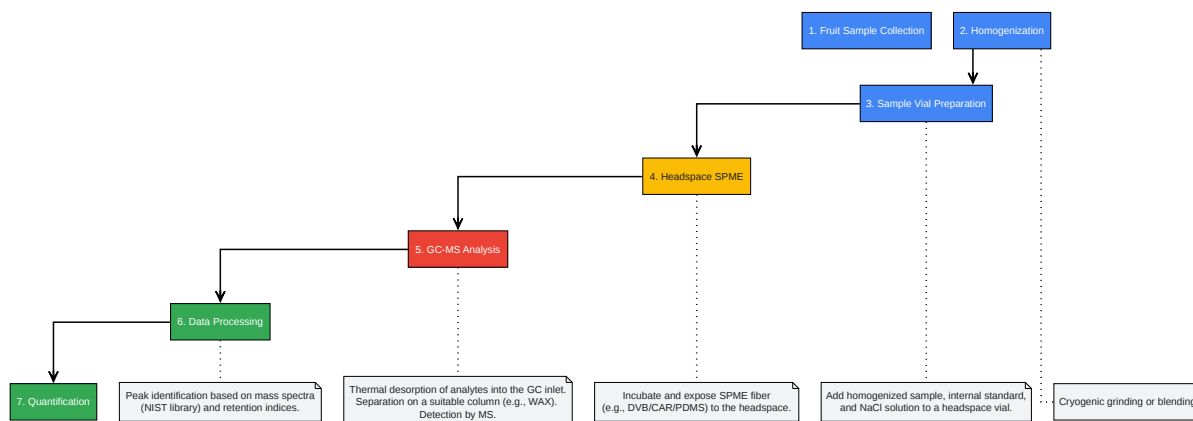 1. Fruit Sample Collection
2. Homogenization
3. Sample Vial Preparation
4. Headspace SPME
5. GC-MS Analysis
6. Data Processing
7. Quantification
Peak identification based on mass spectra
(NIST library) and retention indices.
Thermal desorption of analytes into the GC inlet.
Separation on a suitable column (e.g., WAX).
Detection by MS.
Incubate and expose SPME fiber
(e.g., DVB/CAR/PDMS) to the headspace.
Add homogenized sample, internal standard,
and NaCl solution to a headspace vial.
Cryogenic grinding or blending